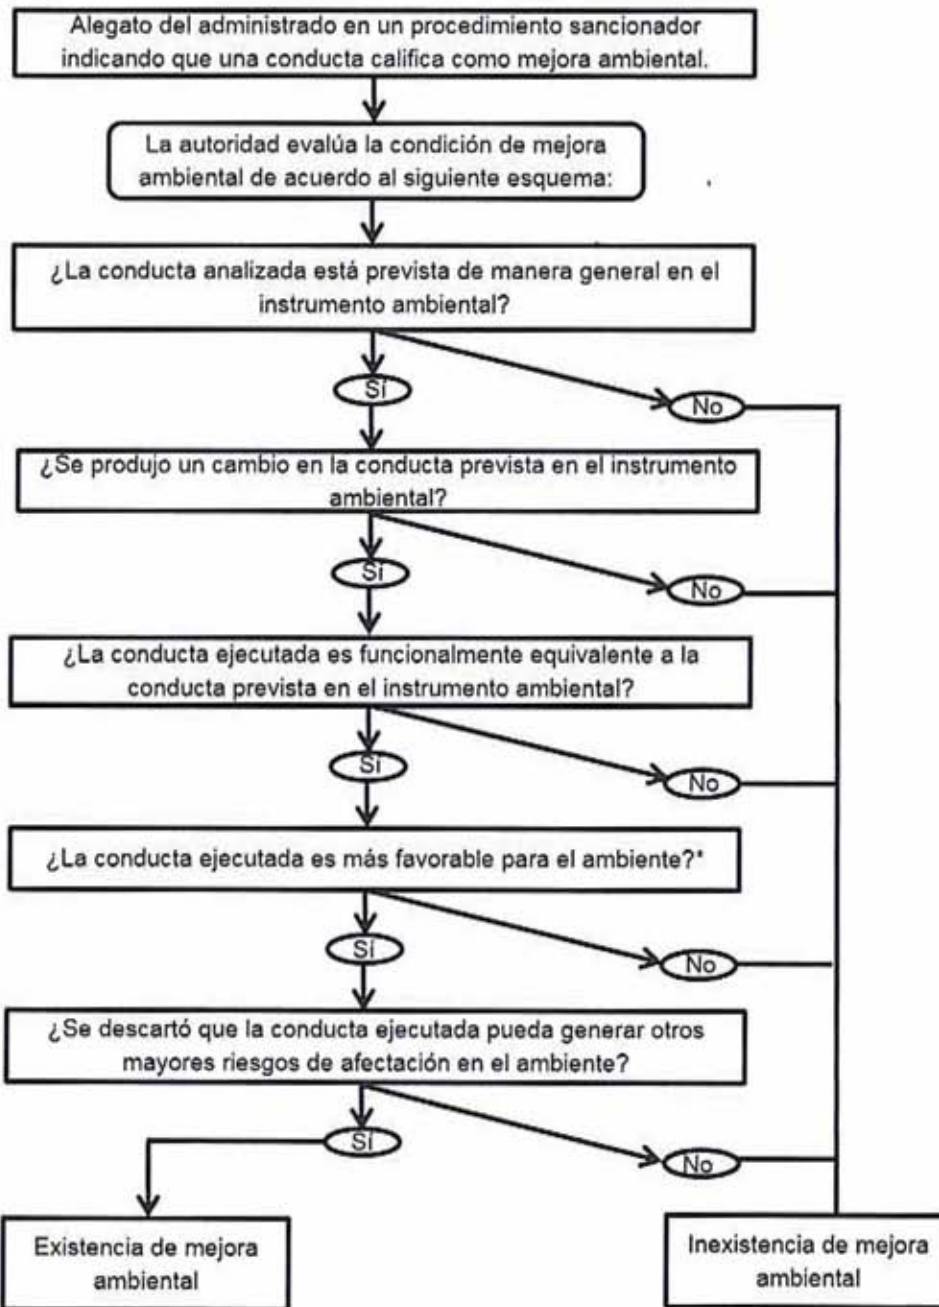 Alegato del administrado en un procedimiento sancionador
indicando que una conducta califica como mejora ambiental.
La autoridad evalúa la condición de mejora
ambiental de acuerdo al siguiente esquema:
¿La conducta analizada está prevista de manera general en el
instrumento ambiental?
Sí
No
¿Se produjo un cambio en la conducta prevista en el instrumento
ambiental?
Sí
No
¿La conducta ejecutada es funcionalmente equivalente a la
conducta prevista en el instrumento ambiental?
Sí
No
¿La conducta ejecutada es más favorable para el ambiente?*
Sí
No
¿Se descartó que la conducta ejecutada pueda generar otros
mayores riesgos de afectación en el ambiente?
Sí
No
Existencia de mejora
ambiental
Inexistencia de mejora
ambiental